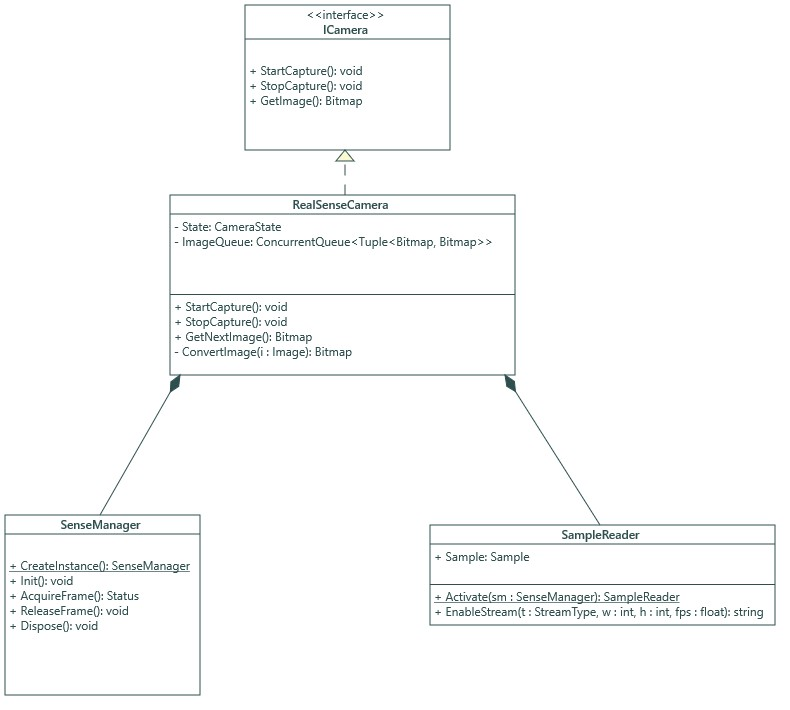 <<interface>>
ICamera
+ StartCapture(): void
+ StopCapture(): void
+ GetImage(): Bitmap
RealSenseCamera
- State: CameraState
- ImageQueue: ConcurrentQueue<Tuple<Bitmap, Bitmap>>
+ StartCapture(): void
+ StopCapture(): void
+ GetNextImage(): Bitmap
- ConvertImage(i : Image): Bitmap
SenseManager
+ CreateInstance(): SenseManager
+ Init(): void
+ AcquireFrame(): Status
+ ReleaseFrame(): void
+ Dispose(): void
SampleReader
+ Sample: Sample
+ Activate(sm : SenseManager): SampleReader
+ EnableStream(t : StreamType, w : int, h : int, fps : float): string